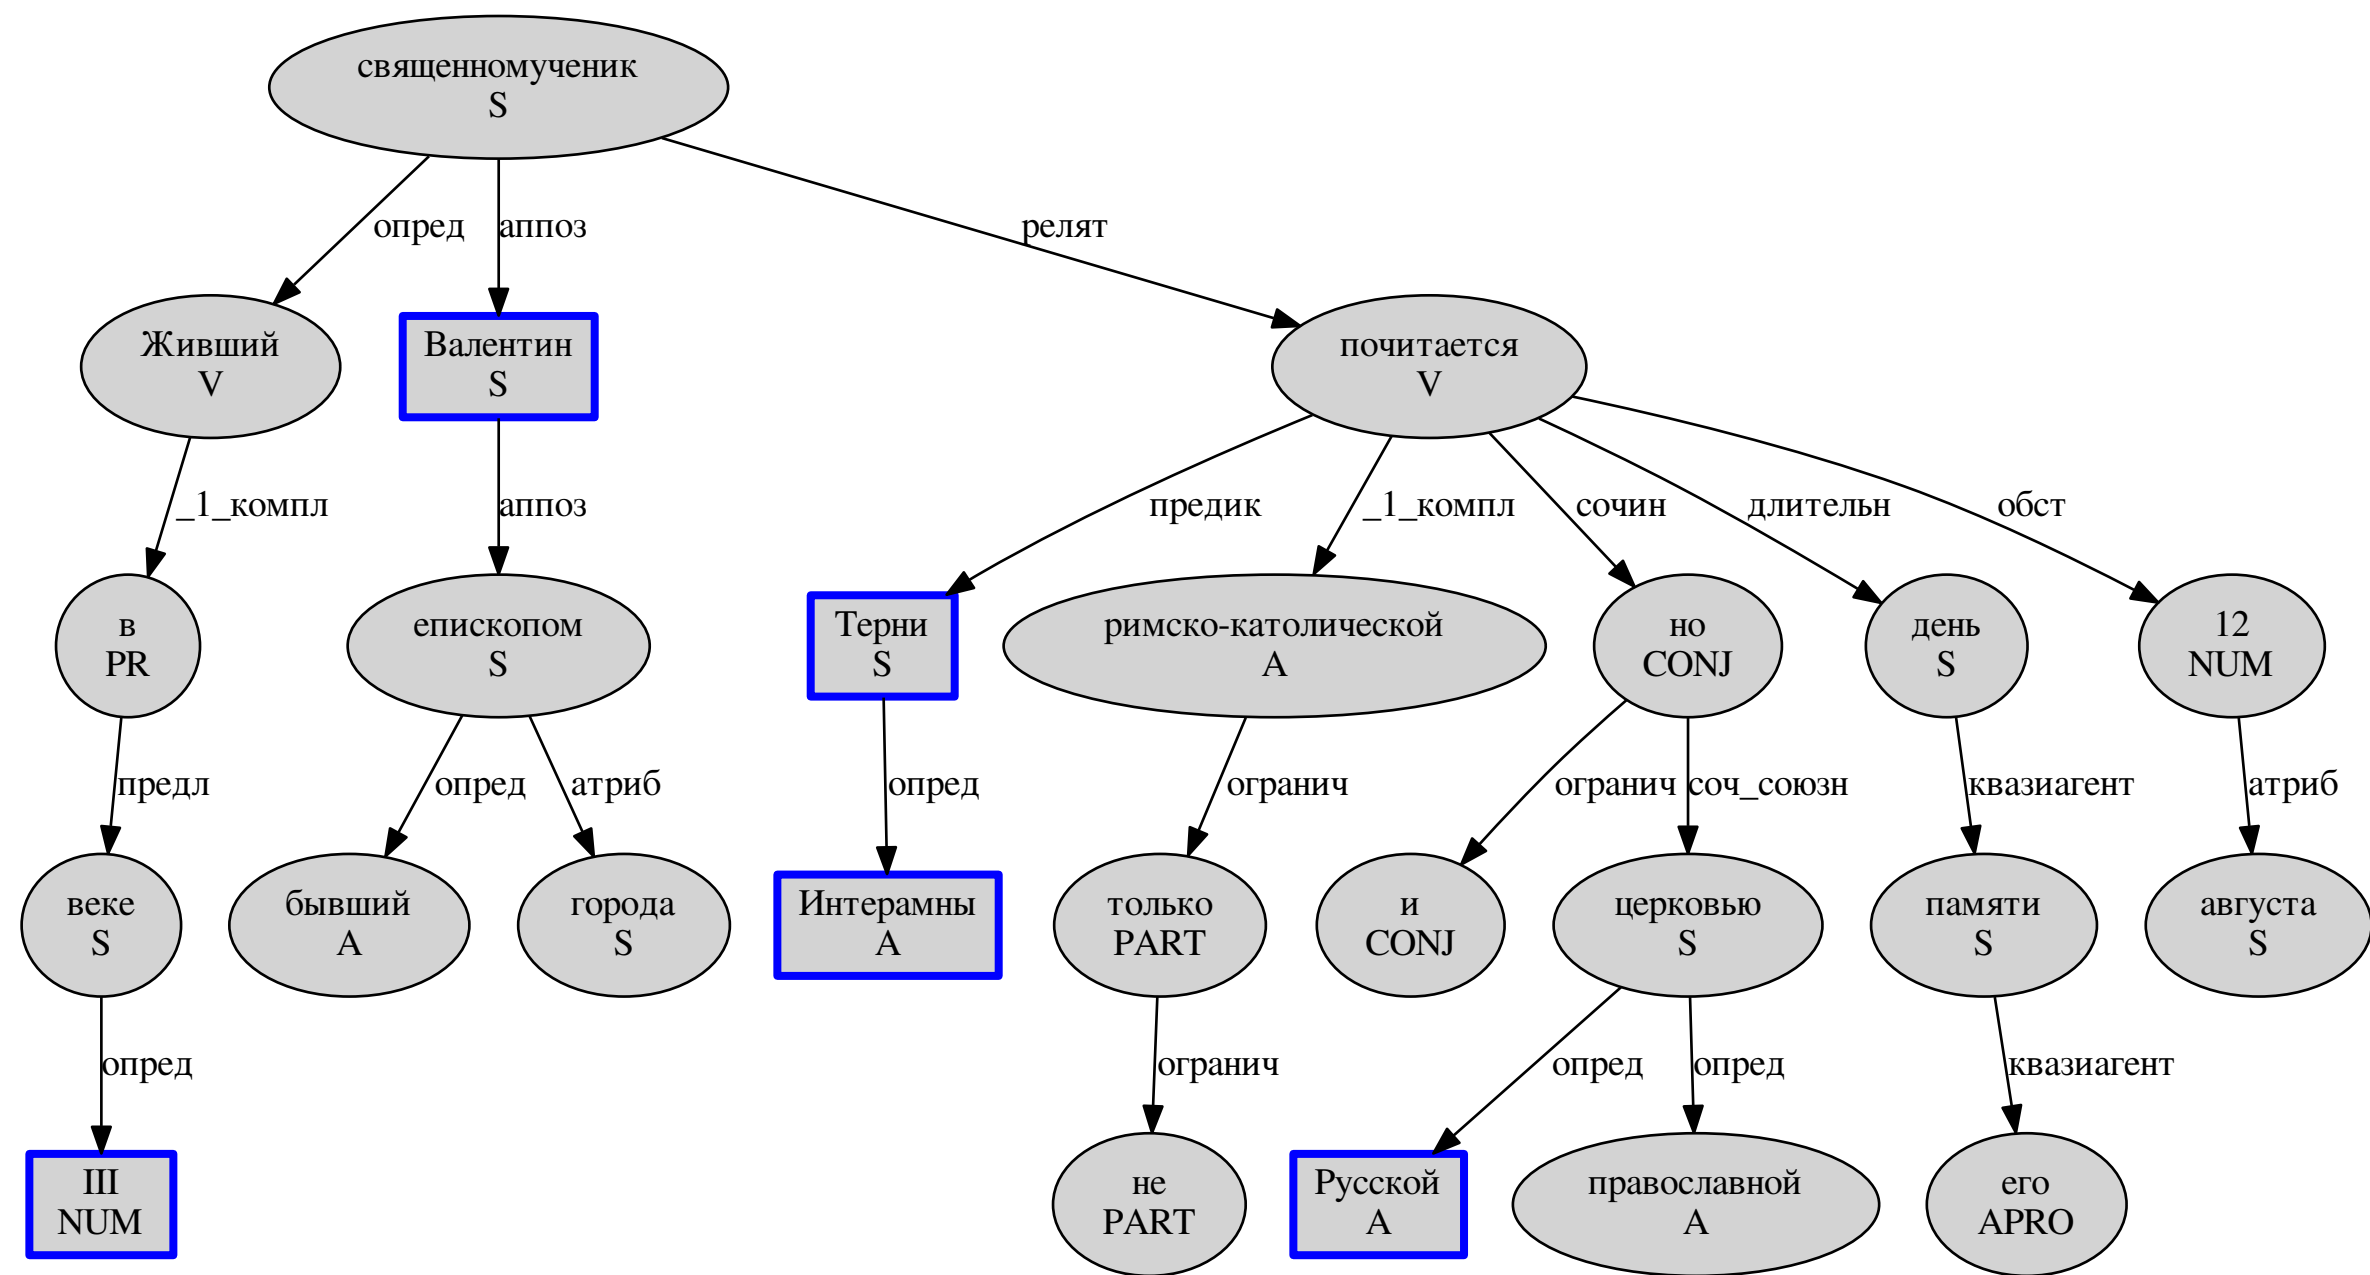 священномученик
S
опред
аппоз
релят
Живший
V
Валентин
S
почитается
V
_1_компл
аппоз
предик
_1_компл
сочин
длительн
обст
в
PR
епископом
S
Терни
S
римско-католической
A
но
CONJ
день
S
12
NUM
предл
опред
атриб
опред
огранич
огранич
соч_союзн
квазиагент
атриб
веке
S
бывший
A
города
S
Интерамны
A
только
PART
и
CONJ
церковью
S
памяти
S
августа
S
опред
огранич
опред
опред
квазиагент
III
NUM
не
PART
Русской
A
православной
A
его
APRO